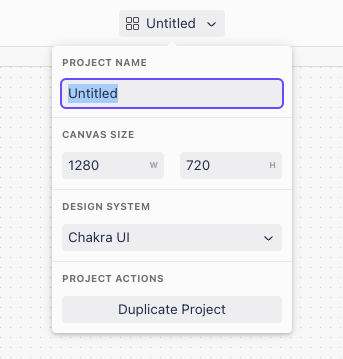 Untitled
PROJECT NAME
Untitled
CANVAS SIZE
1280 W 720 H
DESIGN SYSTEM
Chakra UI
PROJECT ACTIONS
Duplicate Project